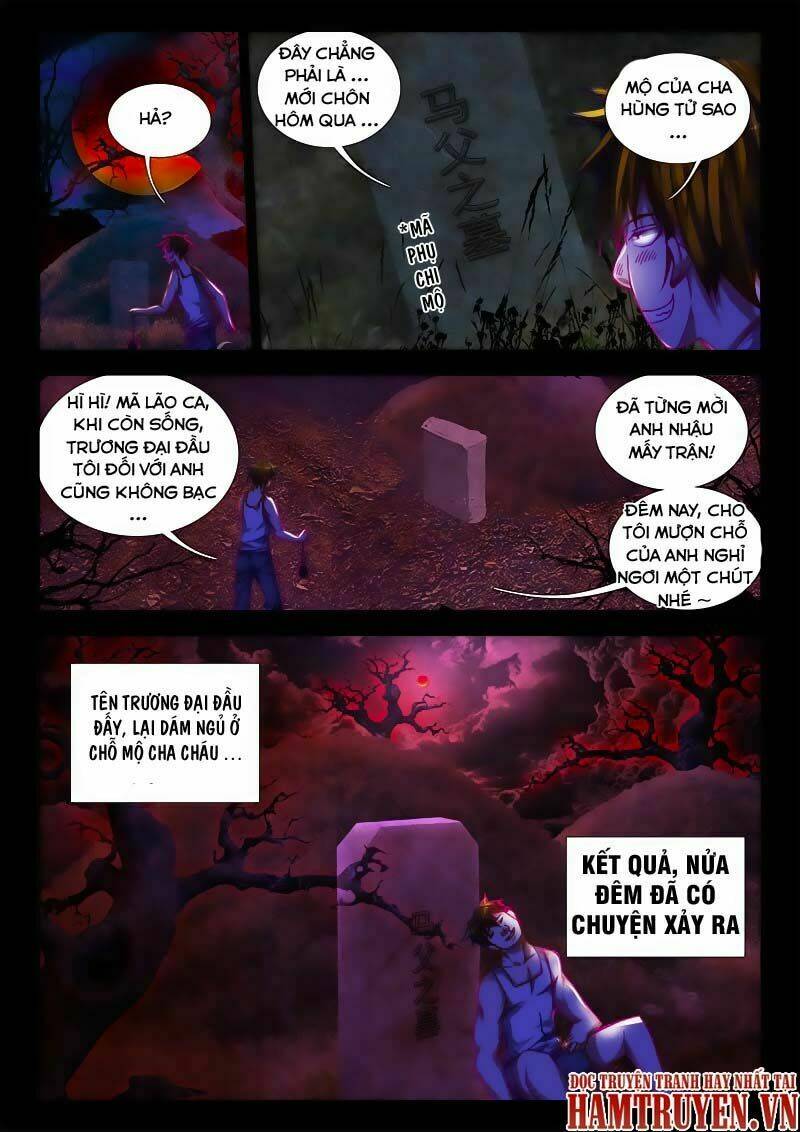 HẢ?
ĐÂY CHẲNG
PHẢI LÀ ...
MỚI CHÔN
HÔM QUA ...
MỘ CỦA CHA
HÙNG TỬ SAO
...
马父之墓
*MÃ
PHỤ
CHI
MỘ
HÌ HÌ! MÃ LÃO CA,
KHI CÒN SỐNG,
TRƯƠNG ĐẠI ĐẦU
TÔI ĐỐI VỚI ANH
CŨNG KHÔNG BẠC
...
ĐÃ TỪNG MỜI
ANH NHẬU
MẤY TRẬN!
ĐÊM NAY, CHO
TÔI MƯỢN CHỖ
CỦA ANH NGHỈ
NGƠI MỘT CHÚT
NHÉ ~
TÊN TRƯƠNG ĐẠI ĐẦU
ĐẤY, LẠI DÁM NGỦ Ở
CHỖ MỘ CHA CHÁU ...
KẾT QUẢ, NỬA
ĐÊM ĐÃ CÓ
CHUYỆN XẢY RA
马父之墓
ĐỌC TRUYỆN TRANH HAY NHẤT TẠI
HAMTRUYEN.VN